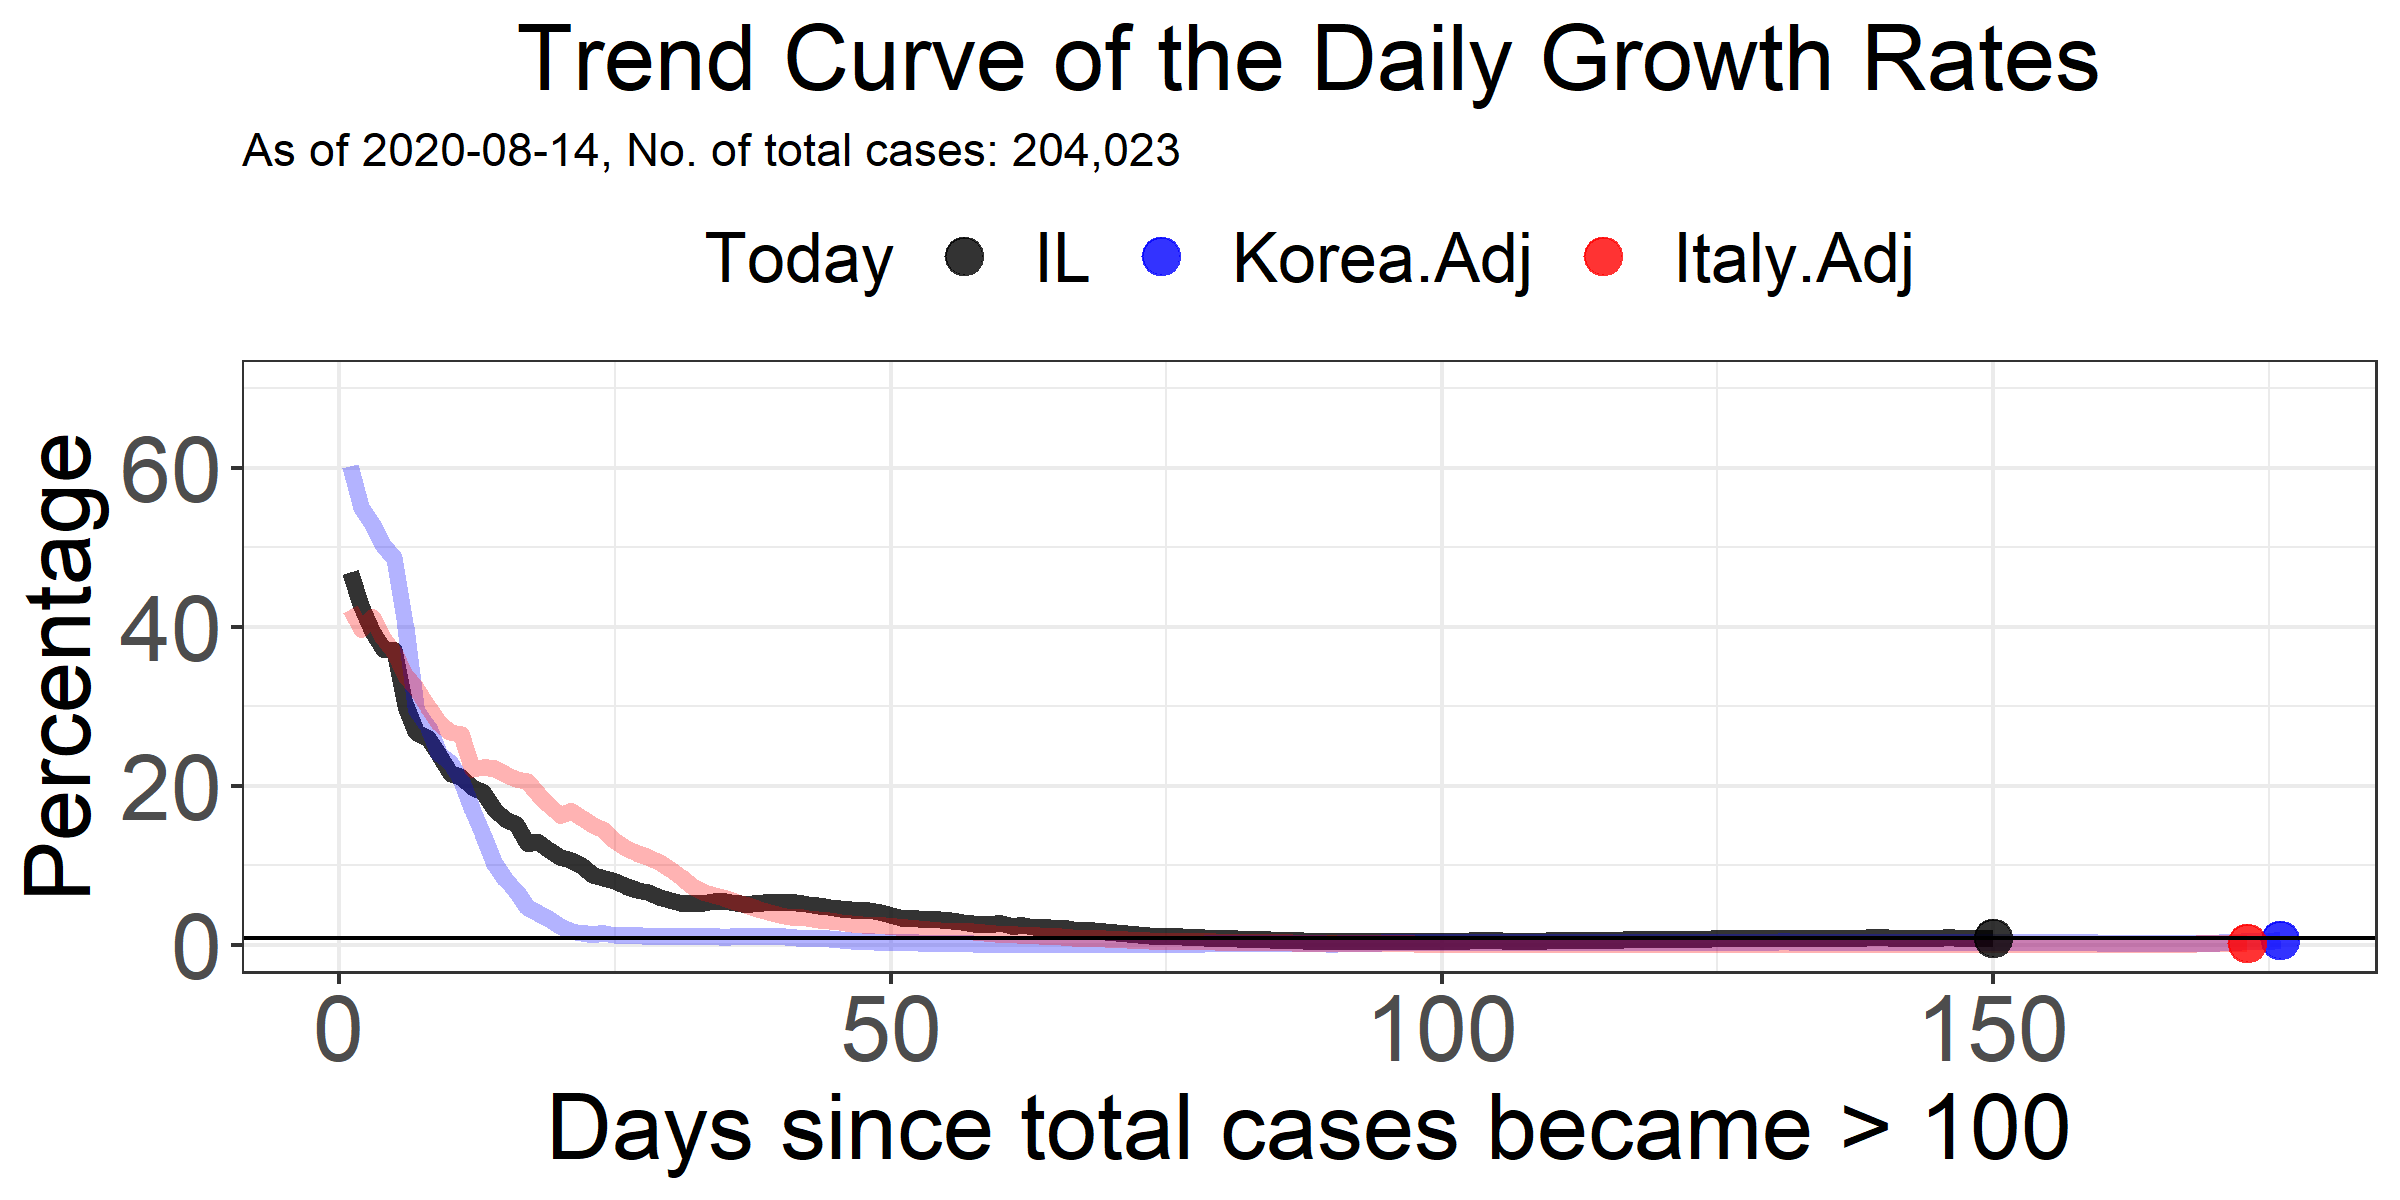 Trend Curve of the Daily Growth Rates
As of 2020-08-14, No. of total cases: 204,023
Today IL Korea.Adj Italy.Adj
Percentage
60
40
20
0
0 50 100 150
Days since total cases became > 100